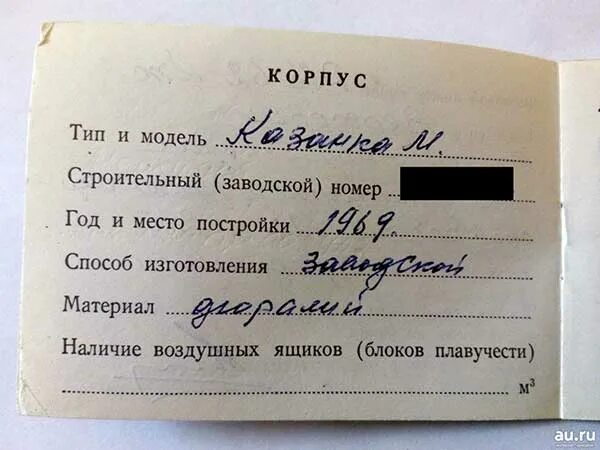 КОРПУС
Тип и модель Казанка М.
Строительный (заводской) номер
Год и место постройки 1969.
Способ изготовления заводской
Материал дюралий
Наличие воздушных ящиков (блоков плавучести)
м³
au.ru